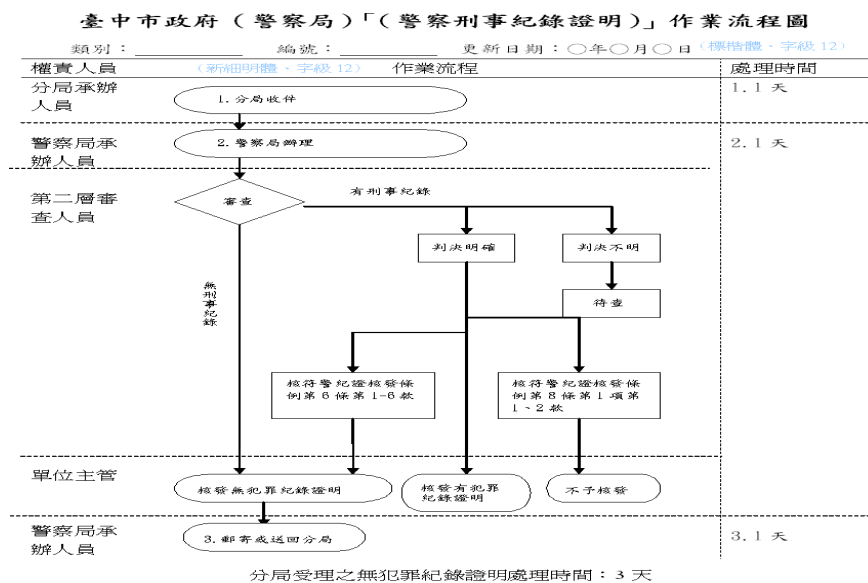 臺中市政府（警察局）「（警察刑事紀錄證明）」作業流程圖
類別： 編號： 更新日期：○年○月○日（標楷體、字級12）
權責人員 （新細明體、字級12） 作業流程 處理時間
分局承辦
人員
1.分局收件
1.1 天
警察局承
辦人員
2.警察局辦理
2.1 天
第二層審
查人員
審查
有刑事紀錄
判決明確
判決不明
待查
無刑事紀錄
核符警紀證核發條
例第6條第1-6款
核符警紀證核發條
例第8條第1項第
1、2款
單位主管
核發無犯罪紀錄證明
核發有犯罪
紀錄證明
不予核發
警察局承
辦人員
3.郵寄或送回分局
3.1 天
分局受理之無犯罪紀錄證明處理時間：3 天